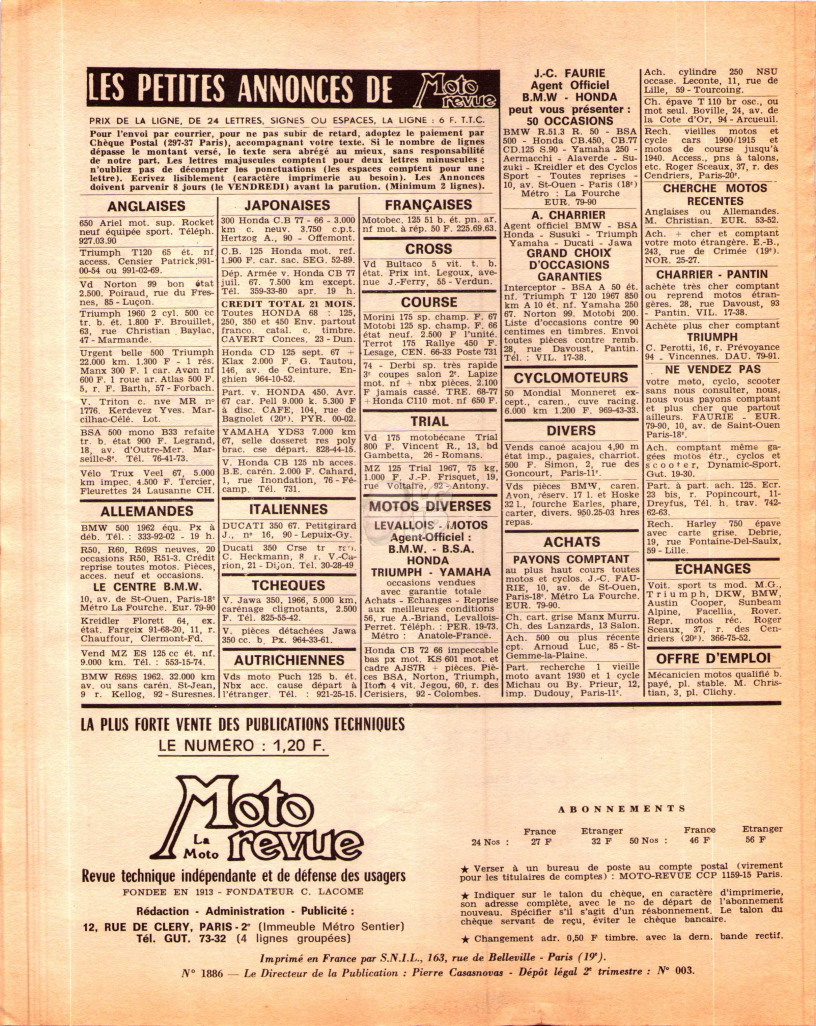 LES PETITES ANNONCES DE Moto revue
PRIX DE LA LIGNE, DE 24 LETTRES, SIGNES OU ESPACES, LA LIGNE : 6 F. T.T.C.
Pour l'envoi par courrier, pour ne pas subir de retard, adoptez le paiement par
Chèque Postal (297-37 Paris), accompagnant votre texte. Si le nombre de lignes
dépasse le montant versé, le texte sera abrégé au mieux, sans responsabilité
de notre part. Les lettres majuscules comptent pour deux lettres minuscules ;
n'oubliez pas de décompter les ponctuations (les espaces comptent pour une
lettre). Ecrivez lisiblement (caractère imprimerie au besoin). Les Annonces
doivent parvenir 8 jours (le VENDREDI) avant la parution. (Minimum 2 lignes).
ANGLAISES
650 Ariel mot. sup. Rocket
neuf équipée sport. Téléph.
927.03.90
Triumph T120 65 ét. nf
access. Censier Patrick,991-
00-54 ou 991-02-69.
Vd Norton 99 bon état
2.500. Poiraud, rue du Fres-
nes, 85 - Luçon.
Triumph 1960 2 cyl. 500 cc
tr. b. ét. 1.800 F. Brouillet,
63, rue Christian Baylac,
47 - Marmande.
Urgent belle 500 Triumph
22.000 km. 1.300 F - 1 rés.
Manx 300 F. 1 car. Avon nf
600 F. 1 roue ar. Atlas 500 F.
5, r. F. Barth, 57 - Forbach.
V. Triton c. nve MR n°
1776. Kerdevez Yves. Mar-
cilhac-Célé. Lot.
BSA 500 mono B33 refaite
tr. b. état 900 F. Legrand,
18, av. d'Outre-Mer. Mar-
seille-8e. Tél. 76-41-73.
Vélo Trux Veel 67, 5.000
km impec. 4.500 F. Tercier,
Fleurettes 24 Lausanne CH.
ALLEMANDES
BMW 500 1962 équ. Px à
déb. Tél. : 333-92-02 - 19 h.
R50, R60, R69S neuves, 20
occasions R50, R51-3. Crédit
reprise toutes motos. Pièces,
acces. neuf et occasions.
LE CENTRE B.M.W.
10, av. de St-Ouen, Paris-18e
Métro La Fourche. Eur. 79-90
Kreidler Florett 64, ex.
état. Fargeix 91-68-20, 11, r.
Chauffour, Clermont-Fd.
Vend MZ ES 125 cc ét. nf.
9.000 km. Tél. : 553-15-74.
BMW R69S 1962. 32.000 km
av. ou sans carén. St-Jean,
9 r. Kellog, 92 - Suresnes.
JAPONAISES
300 Honda C.B 77 - 66 - 3.000
km c. neuv. 3.750 c.p.t.
Hertzog A., 90 - Offemont.
C.B. 125 Honda mot. ref.
1.900 F. car. sac. SEG. 52-89.
Dép. Armée v. Honda CB 77
juil. 67. 7.500 km except.
Tél. 359-33-80 apr. 19 h.
CREDIT TOTAL 21 MOIS.
Toutes HONDA 68 : 125,
250, 350 et 450 Env. partout
franco. catal. c. timbre.
CAVERT Conces. 23 - Dun.
Honda CD 125 sept. 67 +
Klax 2.000 F. G. Tautou,
146, av. de Ceinture. En-
ghien 964-10-52.
Part. v. HONDA 450. Avr.
67 car. Pell 9.000 k. 5.300 F
à disc. CAFE, 104, rue de
Bagnolet (20e). PYR. 00-02.
YAMAHA YDS3 7.000 km
67, selle dosseret res poly
brac. cse départ. 828-44-15.
V. Honda CB 125 nb acces.
B.E. carén. 2.000 F. Cahard,
1, rue Inondation, 76 - Fé-
camp. Tél. 731.
ITALIENNES
DUCATI 350 67. Petitgirard
J., n° 16, 90 - Lepuix-Gy.
Ducati 350 Crse tr
C. Heckmann, 8 r. V.-Ca-
rion, 21 - Dijon. Tel. 30-28-49
TCHEQUES
V. Jawa 350, 1966, 5.000 km,
carénage clignotants, 2.500
F. Tél. 825-55-42.
V. pièces détachées Jawa
350 cc. b. Px. 964-33-61.
AUTRICHIENNES
Vds moto Puch 125 b. ét.
Nbx acc. cause départ à
l'étranger. Tél. : 921-25-15.
FRANÇAISES
Motobec. 125 51 b. ét. pn. ar.
nf mot. à rép. 50 F. 225.69.63.
CROSS
Vd Bultaco 5 vit. t. b.
état. Prix int. Legoux, ave-
nue J.-Ferry, 55 - Verdun.
COURSE
Morini 175 sp. champ. F. 67
Motobi 125 sp. champ. F. 66
état neuf. 2.500 F l'unité.
Terrot 175 Rallye 450 F.
Lesage, CEN. 66-33 Poste 731
74 - Derbi sp. très rapide
3e coupes salon 2e. Lapize
mot. nf + nbx pièces. 2.100
F jamais cassé. TRE. 68-77
+ Honda C110 mot. nf 650 F.
TRIAL
Vd 175 motobécane Trial
800 F. Vincent R., 13, bd
Gambetta, 26 - Romans.
MZ 125 Trial 1967, 75 kg,
1.000 F. J.-P. Frisquet, 19,
rue Voltaire, 92 - Antony.
MOTOS DIVERSES
LEVALLOIS - MOTOS
Agent-Officiel :
B.M.W. - B.S.A.
HONDA
TRIUMPH - YAMAHA
occasions vendues
avec garantie totale
Achats - Echanges - Reprise
aux meilleures conditions
56, rue A.-Briand, Levallois-
Perret. Téléph. : PER. 19-73.
Métro : Anatole-France.
Honda CB 72 66 impeccable
bas px mot. KS 601 mot. et
cadre AJS7R + pièces. Piè-
ces BSA, Norton, Triumph,
Itom 4 vit. Jegou, 60, r. des
Cerisiers, 92 - Colombes.
J.-C. FAURIE
Agent Officiel
B.M.W - HONDA
peut vous présenter :
50 OCCASIONS
BMW R.51.3 R. 50 - BSA
500 - Honda CB.450, CB.77
CD.125 S.90 - Yamaha 250 -
Aermacchi - Alaverde - Su-
zuki - Kreidler et des Cyclos
Sport - Toutes reprises -
10, av. St-Ouen - Paris (18e)
Métro : La Fourche
EUR. 79-90
A. CHARRIER
Agent officiel BMW - BSA
Honda - Susuki - Triumph
Yamaha - Ducati - Jawa
GRAND CHOIX
D'OCCASIONS
GARANTIES
Interceptor - BSA A 50 ét.
nf. Triumph T 120 1967 850
km A 10 ét. nf. Yamaha 250
67. Norton 99. Motobi 200.
Liste d'occasions contre 90
centimes en timbres. Envoi
toutes pièces contre remb.
28, rue Davoust, Pantin.
Tél. : VIL. 17-38.
CYCLOMOTEURS
50 Mondial Monneret ex-
cept., caren., cuve racing.
6.000 km 1.200 F. 969-43-33.
DIVERS
Vends canoé acajou 4,90 m
état imp., pagaies, charriot.
500 F. Simon, 2, rue des
Goncourt, Paris-11e.
Vds pièces BMW, caren.
Avon, réserv. 17 l. et Hoske
32 l., fourche Earles, phare,
carter, divers. 950.25-03 hres
repas.
ACHATS
PAYONS COMPTANT
au plus haut cours toutes
motos et cyclos. J.-C. FAU-
RIE, 10, av. de St-Ouen,
Paris-18e. Métro La Fourche.
EUR. 79-90.
Ch. cart. grise Manx Murru.
Ch. des Lanzards, 13 Salon.
Ach. 500 ou plus récente
cpt. Arnoud Luc, 85 - St-
Gemme-la-Plaine.
Part. recherche 1 vieille
moto avant 1930 et 1 cycle
Michau ou By. Prieur, 12,
imp. Dudouy, Paris-11e.
Ach. cylindre 250 NSU
occase. Leconte, 11, rue de
Lille, 59 - Tourcoing.
Ch. épave T 110 br osc., ou
mot seul. Boville, 24, av. de
la Cote d'Or, 94 - Arcueil.
Rech. vieilles motos et
cycle cars 1900/1915 et
motos de course jusqu'à
1940. Access., pns à talons,
etc. Roger Sceaux, 37, r. des
Cendriers, Paris-20e.
CHERCHE MOTOS
RECENTES
Anglaises ou Allemandes.
M. Christian. EUR. 53-52.
Ach. + cher et comptant
votre moto étrangère. E.-B.,
243, rue de Crimée (19e).
NOR. 25-27.
CHARRIER - PANTIN
achète très cher comptant
ou reprend motos étran-
gères. 28, rue Davoust, 93
- Pantin. VIL. 17-38.
Achète plus cher comptant
TRIUMPH
C. Perotti, 16, r. Prévoyance
94 - Vincennes. DAU. 79-91.
NE VENDEZ PAS
votre moto, cyclo, scooter
sans nous consulter, nous,
nous vous payons comptant
et plus cher que partout
ailleurs. FAURIE - EUR.
79-90, 10, av. de Saint-Ouen
Paris-18e.
Ach. comptant même ga-
gées motos étr., cyclos et
scooter, Dynamic-Sport.
Gut. 19-30.
Part. à part. ach. 125. Ecr.
23 bis, r. Popincourt, 11-
Dreyfus, Tél. h. trav. 742-
62-63.
Rech. Harley 750 épave
avec carte grise. Debrie,
19, rue Fontaine-Del-Saulx,
59 - Lille.
ECHANGES
Voit. sport ts mod. M.G.,
Triumph, DKW, BMW,
Austin Cooper, Sunbeam
Alpine, Facellia, Rover.
Repr. motos réc. Roger
Sceaux, 37, r. des Cen-
driers (20e). 366-75-52.
OFFRE D'EMPLOI
Mécanicien motos qualifié b.
payé, pl. stable. M. Chris-
tian, 3, pl. Clichy.
LA PLUS FORTE VENTE DES PUBLICATIONS TECHNIQUES
LE NUMÉRO : 1,20 F.
Moto revue
La Moto
Revue technique indépendante et de défense des usagers
FONDEE EN 1913 - FONDATEUR C. LACOME
Rédaction - Administration - Publicité :
12, RUE DE CLERY, PARIS-2e (Immeuble Métro Sentier)
Tél. GUT. 73-32 (4 lignes groupées)
ABONNEMENTS
France Etranger France Etranger
24 Nos : 27 F 32 F 50 Nos : 46 F 56 F
★ Verser à un bureau de poste au compte postal (virement
pour les titulaires de comptes) : MOTO-REVUE CCP 1159-15 Paris.
★ Indiquer sur le talon du chèque, en caractère d'imprimerie,
son adresse complète, avec le no de départ de l'abonnement
nouveau. Spécifier s'il s'agit d'un réabonnement. Le talon du
chèque servant de reçu, éviter le chèque bancaire.
★ Changement adr. 0,50 F timbre. avec la dern. bande rectif.
Imprimé en France par S.N.I.L., 163, rue de Belleville - Paris (19e).
N° 1886 — Le Directeur de la Publication : Pierre Casasnovas - Dépôt légal 2e trimestre : N° 003.